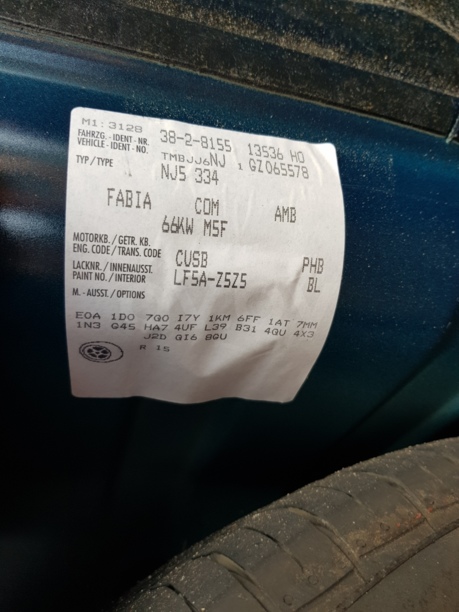 M1: 3128 38-2-8155 13536 HO
FAHRZG.-IDENT-NR.
VEHICLE-IDENT-NO. TMBJJ6NJ 1 GZ065578
TYP/TYPE NJ5 334
FABIA COM AMB
66KW M5F
MOTORKB./GETR.KB.
ENG.CODE/TRANS.CODE CUSB PHB
LACKNR./INNENAUSST.
PAINT NO./INTERIOR LF5A-Z5Z5 BL
M.-AUSST./OPTIONS
E0A 1D0 7G0 I7Y 1KM 6FF 1AT 7MM
1N3 G45 HA7 4UF L39 B31 4GU 4X3
J2D GI6 8QU
R 15